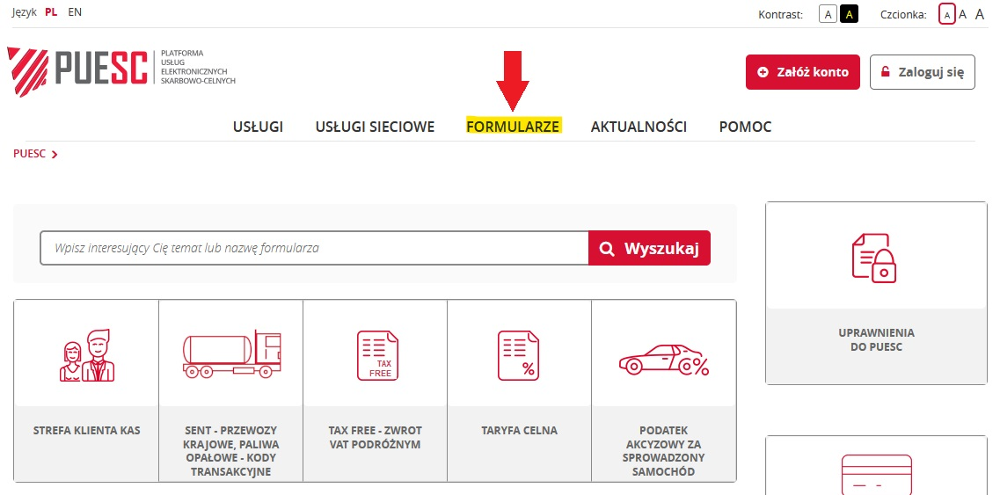 Język PL EN
Kontrast: A A Czcionka: A A A
PUESC
PLATFORMA
USŁUG
ELEKTRONICZNYCH
SKARBOWO-CELNYCH
Załóż konto
Zaloguj się
USŁUGI USŁUGI SIECIOWE FORMULARZE AKTUALNOŚCI POMOC
PUESC
Wpisz interesujący Cię temat lub nazwę formularza
Wyszukaj
UPRAWNIENIA
DO PUESC
TAX
FREE
%
%
STREFA KLIENTA KAS
SENT - PRZEWOZY
KRAJOWE, PALIWA
OPAŁOWE - KODY
TRANSAKCYJNE
TAX FREE - ZWROT
VAT PODRÓŻNYM
TARYFA CELNA
PODATEK
AKCYZOWY ZA
SPROWADZONY
SAMOCHÓD